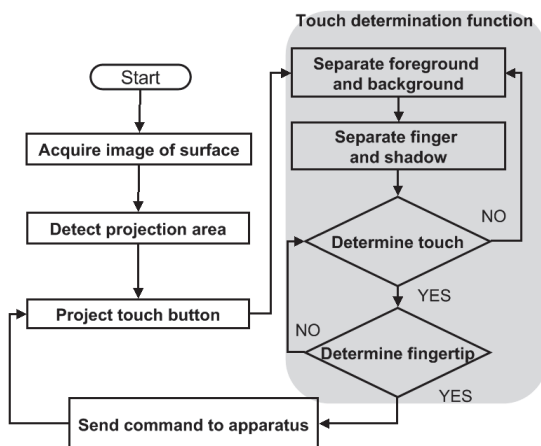 Touch determination function
Start
Separate foreground
and background
Acquire image of surface
Separate finger
and shadow
Detect projection area
Determine touch
NO
Project touch button
YES
NO
Determine fingertip
YES
Send command to apparatus